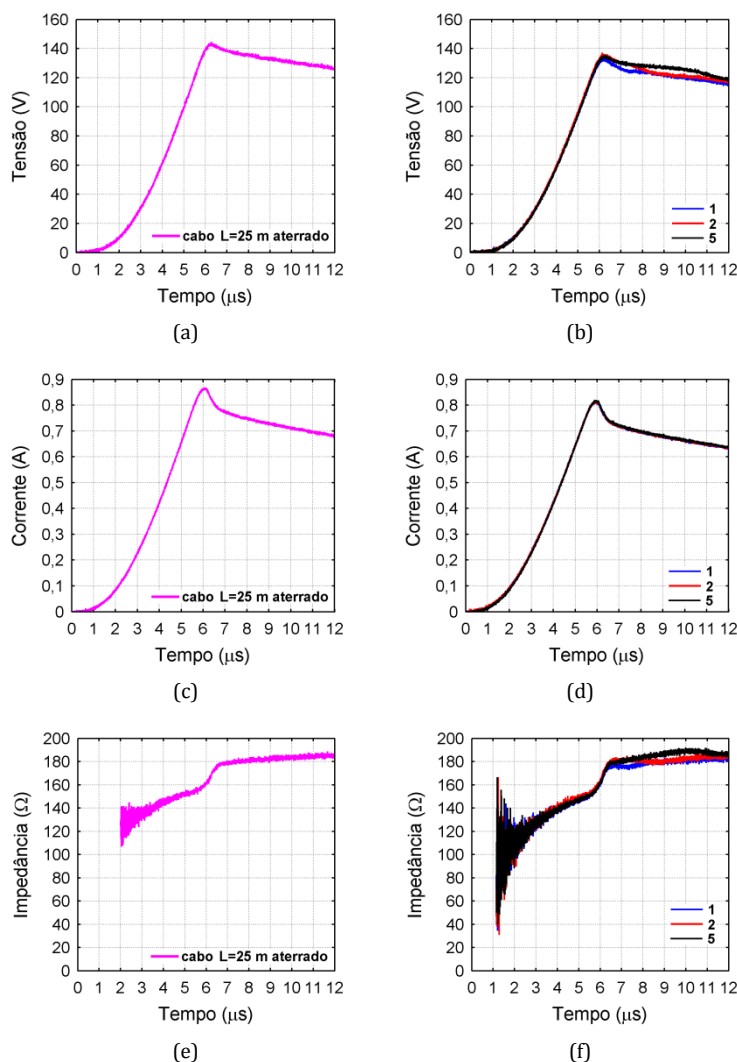 Tensão (V)
160
140
120
100
80
60
40
20
0
cabo L=25 m aterrado
0 1 2 3 4 5 6 7 8 9 10 11 12
Tempo (μs)
(a)
Tensão (V)
160
140
120
100
80
60
40
20
0
1
2
5
0 1 2 3 4 5 6 7 8 9 10 11 12
Tempo (μs)
(b)
Corrente (A)
0,9
0,8
0,7
0,6
0,5
0,4
0,3
0,2
0,1
0
cabo L=25 m aterrado
0 1 2 3 4 5 6 7 8 9 10 11 12
Tempo (μs)
(c)
Corrente (A)
0,9
0,8
0,7
0,6
0,5
0,4
0,3
0,2
0,1
0
1
2
5
0 1 2 3 4 5 6 7 8 9 10 11 12
Tempo (μs)
(d)
Impedância (Ω)
200
180
160
140
120
100
80
60
40
20
0
cabo L=25 m aterrado
0 1 2 3 4 5 6 7 8 9 10 11 12
Tempo (μs)
(e)
Impedância (Ω)
200
180
160
140
120
100
80
60
40
20
0
1
2
5
0 1 2 3 4 5 6 7 8 9 10 11 12
Tempo (μs)
(f)